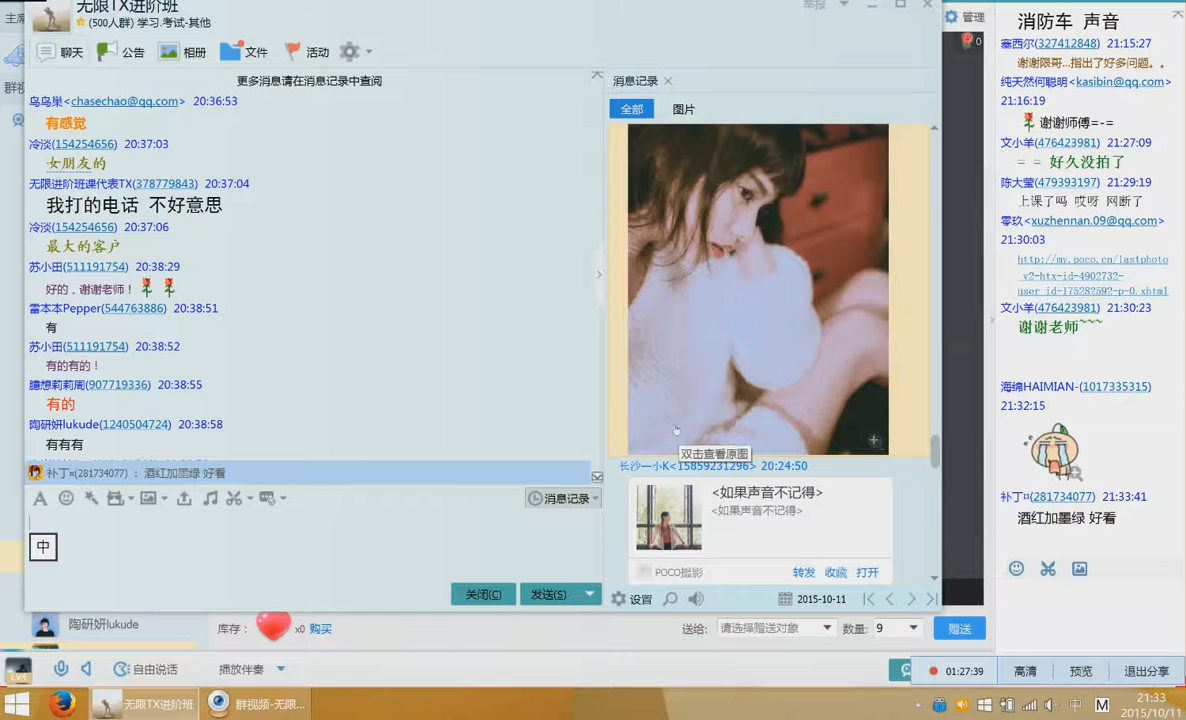 主席
无限TX进阶班
(500人群) 学习.考试-其他
举报
聊天
公告
相册
文件
活动
群视
更多消息请在消息记录中查阅
鸟鸟巢<chasechao@qq.com> 20:36:53
有感觉
冷淡(154254656) 20:37:03
女朋友的
无限进阶班课代表TX(378779843) 20:37:04
我打的电话 不好意思
冷淡(154254656) 20:37:06
最大的客户
苏小田(511191754) 20:38:29
好的，谢谢老师！
雷本本Pepper(544763886) 20:38:51
有
苏小田(511191754) 20:38:52
有的有的！
臆想莉莉周(907719336) 20:38:55
有的
陶研妍lukude(1240504724) 20:38:58
有有有
补丁¤(281734077) ：酒红加墨绿 好看
消息记录
中
关闭(C)
发送(S)
消息记录
全部
图片
双击查看原图
长沙一小K<15859231296> 20:24:50
<如果声音不记得>
<如果声音不记得>
POCO摄影
转发 收藏 打开
设置
2015-10-11
管理
0
消防车 声音
塞西尔(327412848) 21:15:27
谢谢限哥...指出了好多问题。。
纯天然何聪明<kasibin@qq.com>
21:16:19
谢谢师傅=-=
文小羊(476423981) 21:27:09
= = 好久没拍了
陈大莹(479393197) 21:29:19
上课了吗 哎呀 网断了
零玖<xuzhennan.09@qq.com>
21:30:03
http://my.poco.cn/lastphoto
_v2-htx-id-4902732-
user_id-175282592-p-0.xhtml
文小羊(476423981) 21:30:23
谢谢老师~~~
海绵HAIMIAN-(1017335315)
21:32:15
补丁¤(281734077) 21:33:41
酒红加墨绿 好看
陶研妍lukude
库存：
x0 购买
送给：
请选择赠送对象
数量：
9
赠送
LV4
自由说话
播放伴奏
01:27:39
高清
预览
退出分享
无限TX进阶班
群视频-无限...
中
M
21:33
2015/10/11